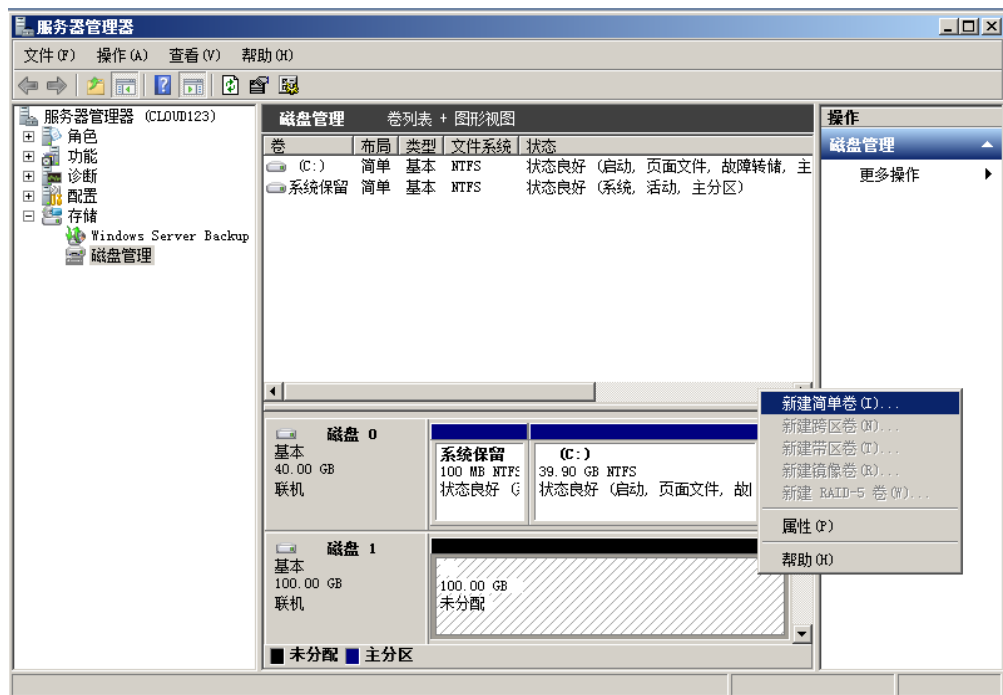 服务器管理器
文件(F) 操作(A) 查看(V) 帮助(H)
服务器管理器 (CLOUD123)
角色
功能
诊断
配置
存储
Windows Server Backup
磁盘管理
磁盘管理 卷列表 + 图形视图
卷 布局 类型 文件系统 状态
(C:) 简单 基本 NTFS 状态良好 (启动, 页面文件, 故障转储, 主
系统保留 简单 基本 NTFS 状态良好 (系统, 活动, 主分区)
操作
磁盘管理
更多操作
磁盘 0
基本
40.00 GB
联机
系统保留
100 MB NTFS
状态良好 (
(C:)
39.90 GB NTFS
状态良好 (启动, 页面文件, 故
磁盘 1
基本
100.00 GB
联机
100.00 GB
未分配
未分配 主分区
新建简单卷(I)...
新建跨区卷(N)...
新建带区卷(T)...
新建镜像卷(R)...
新建 RAID-5 卷(W)...
属性(P)
帮助(H)